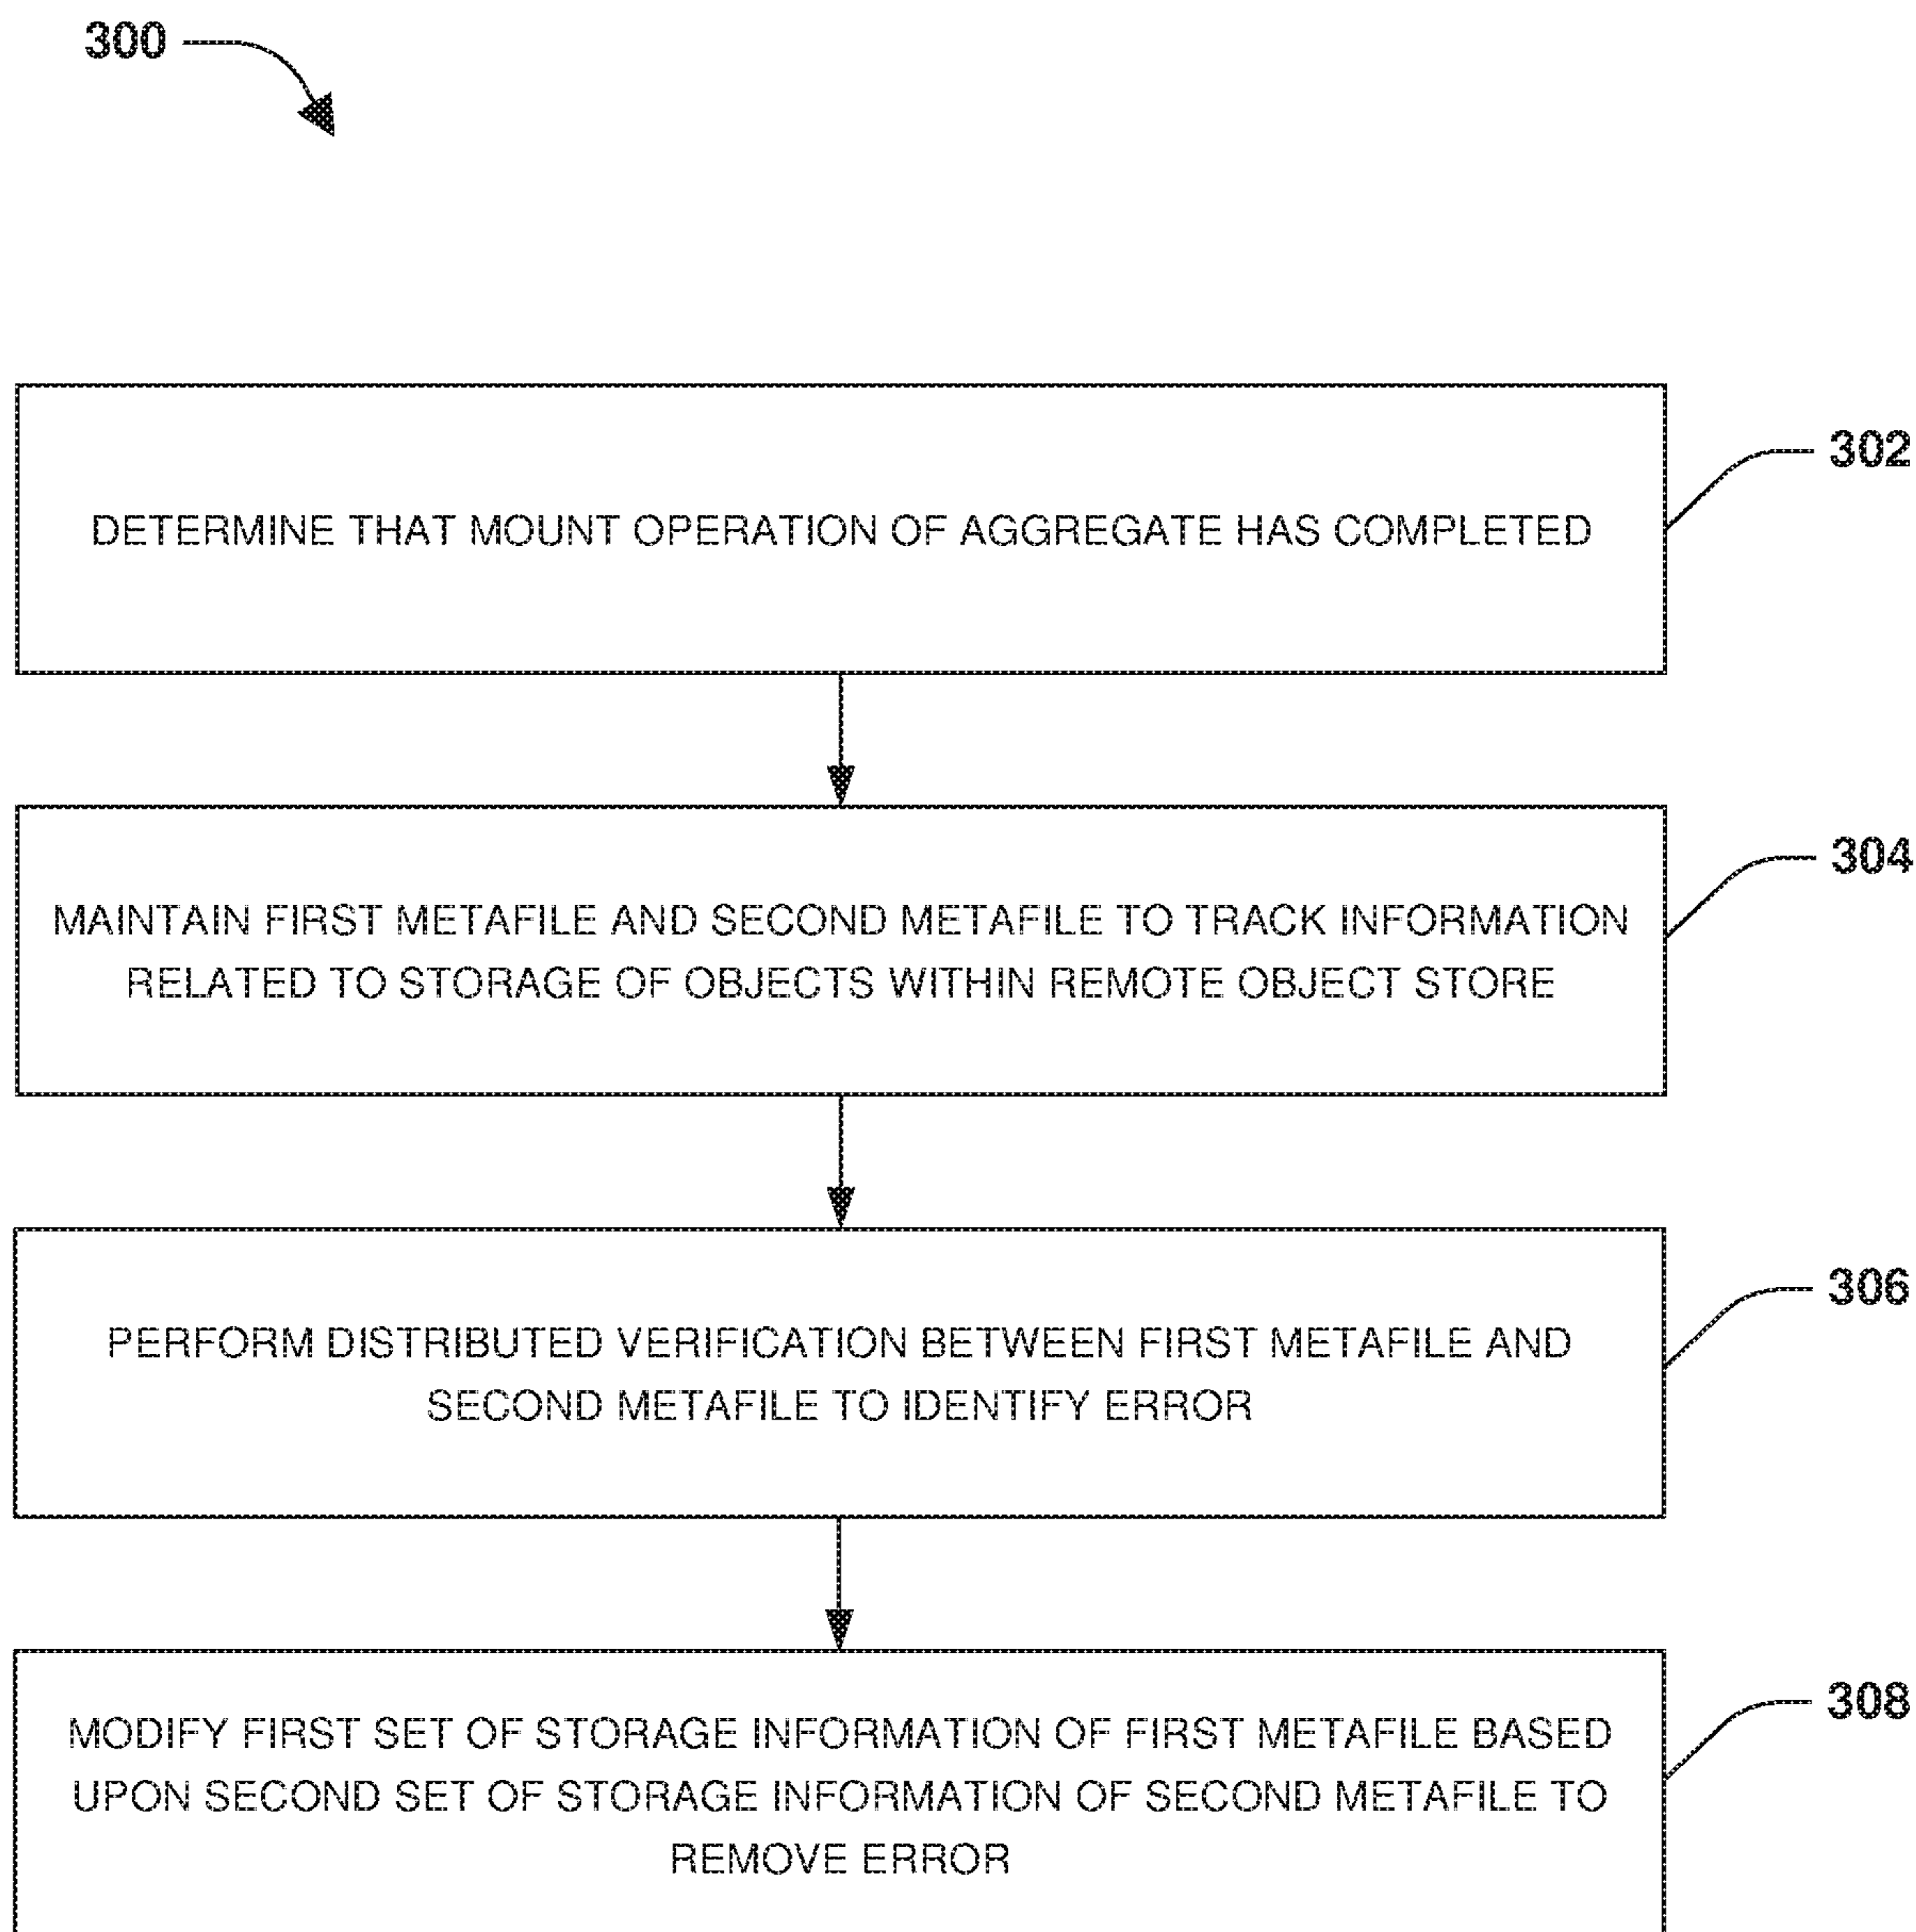 300
302
DETERMINE THAT MOUNT OPERATION OF AGGREGATE HAS COMPLETED
304
MAINTAIN FIRST METAFILE AND SECOND METAFILE TO TRACK INFORMATION
RELATED TO STORAGE OF OBJECTS WITHIN REMOTE OBJECT STORE
306
PERFORM DISTRIBUTED VERIFICATION BETWEEN FIRST METAFILE AND
SECOND METAFILE TO IDENTIFY ERROR
308
MODIFY FIRST SET OF STORAGE INFORMATION OF FIRST METAFILE BASED
UPON SECOND SET OF STORAGE INFORMATION OF SECOND METAFILE TO
REMOVE ERROR